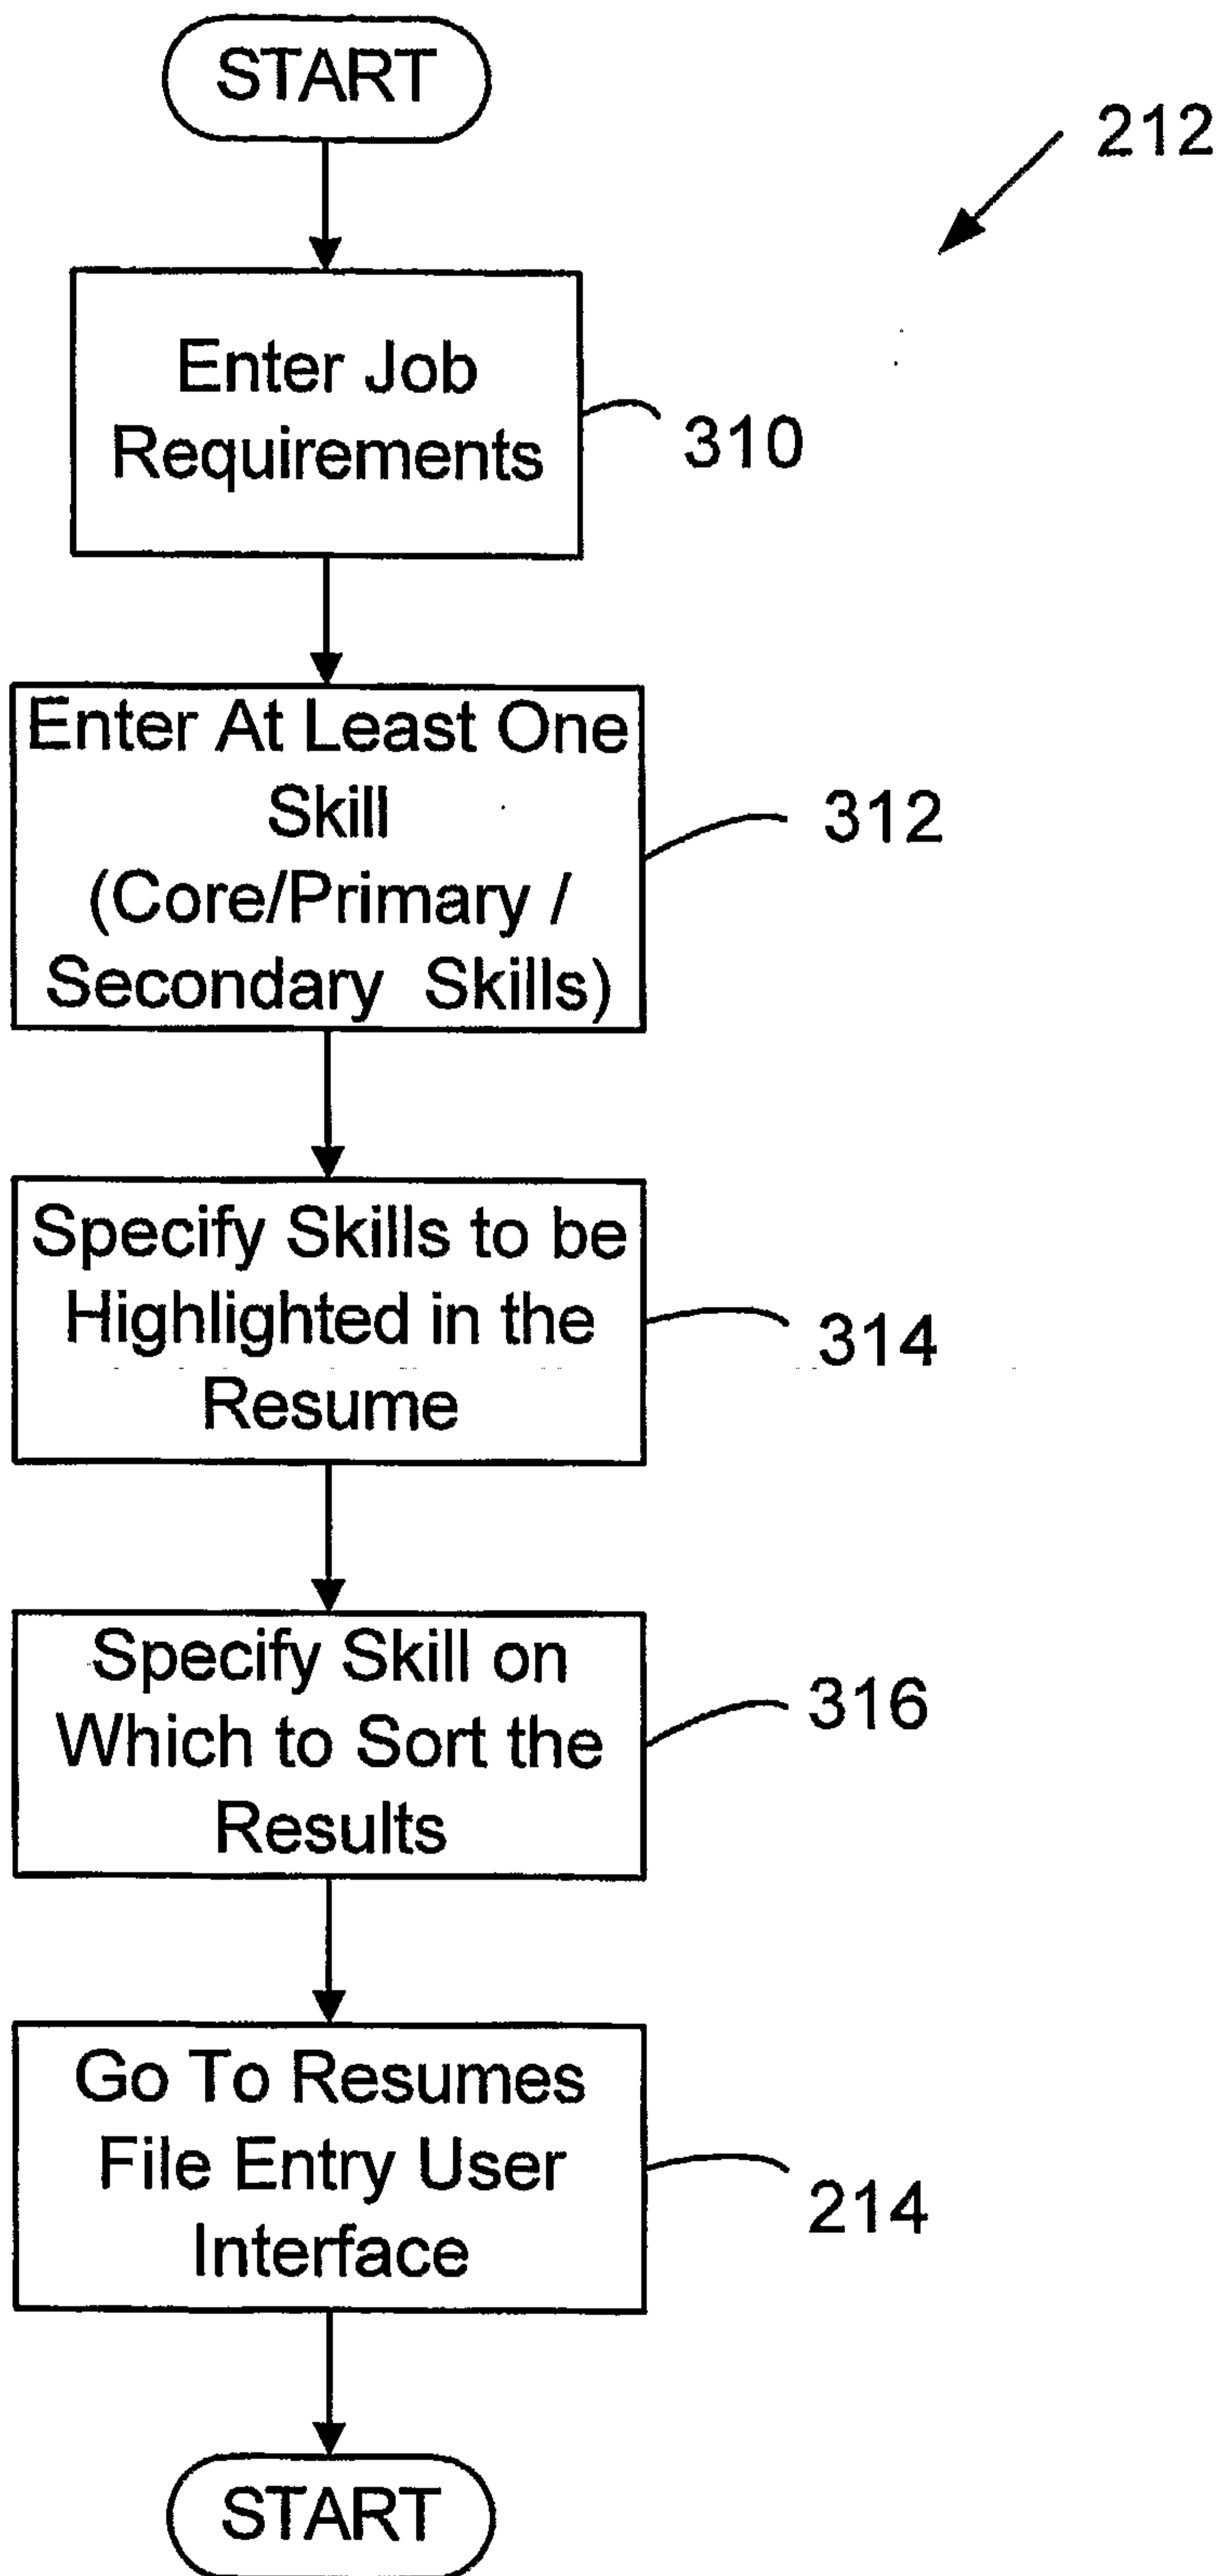 START
212
Enter Job
Requirements
310
Enter At Least One
Skill
(Core/Primary /
Secondary Skills)
312
Specify Skills to be
Highlighted in the
Resume
314
Specify Skill on
Which to Sort the
Results
316
Go To Resumes
File Entry User
Interface
214
START